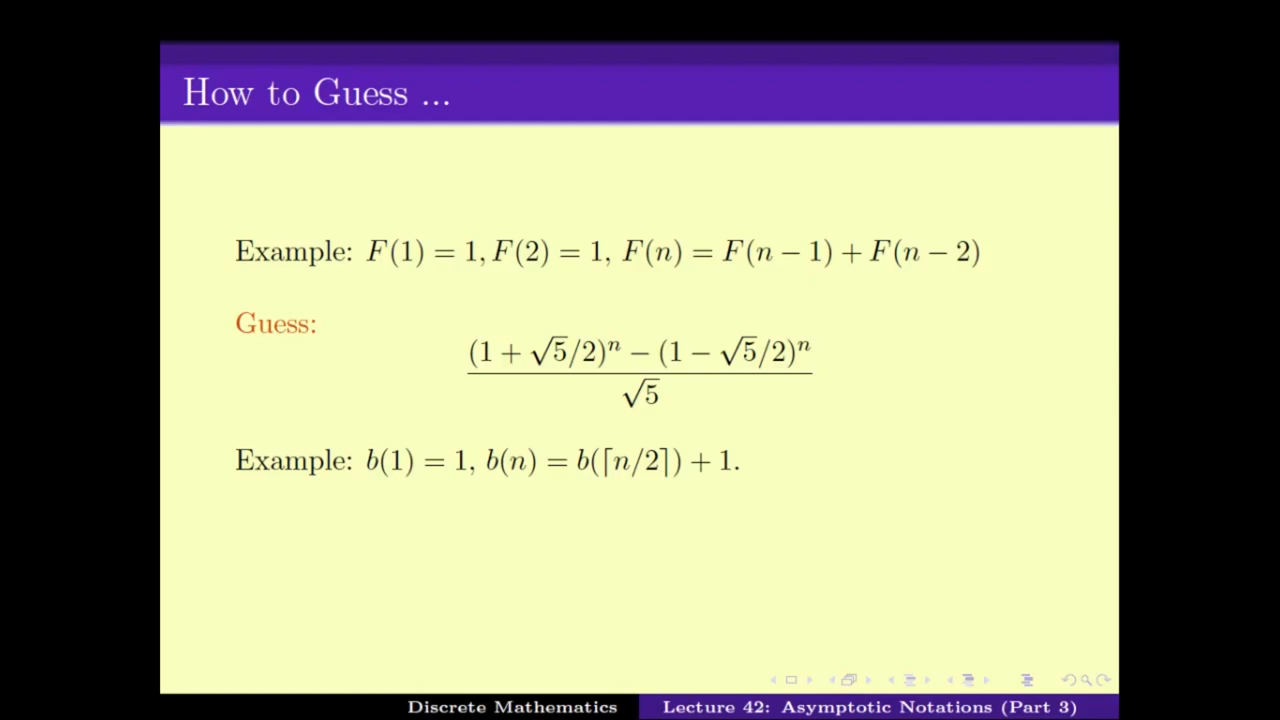 How to Guess ...
Example: F(1) = 1, F(2) = 1, F(n) = F(n − 1) + F(n − 2)
Guess:
(1 + √5/2)ⁿ − (1 − √5/2)ⁿ
√5
Example: b(1) = 1, b(n) = b(⌈n/2⌉) + 1.
Discrete Mathematics
Lecture 42: Asymptotic Notations (Part 3)